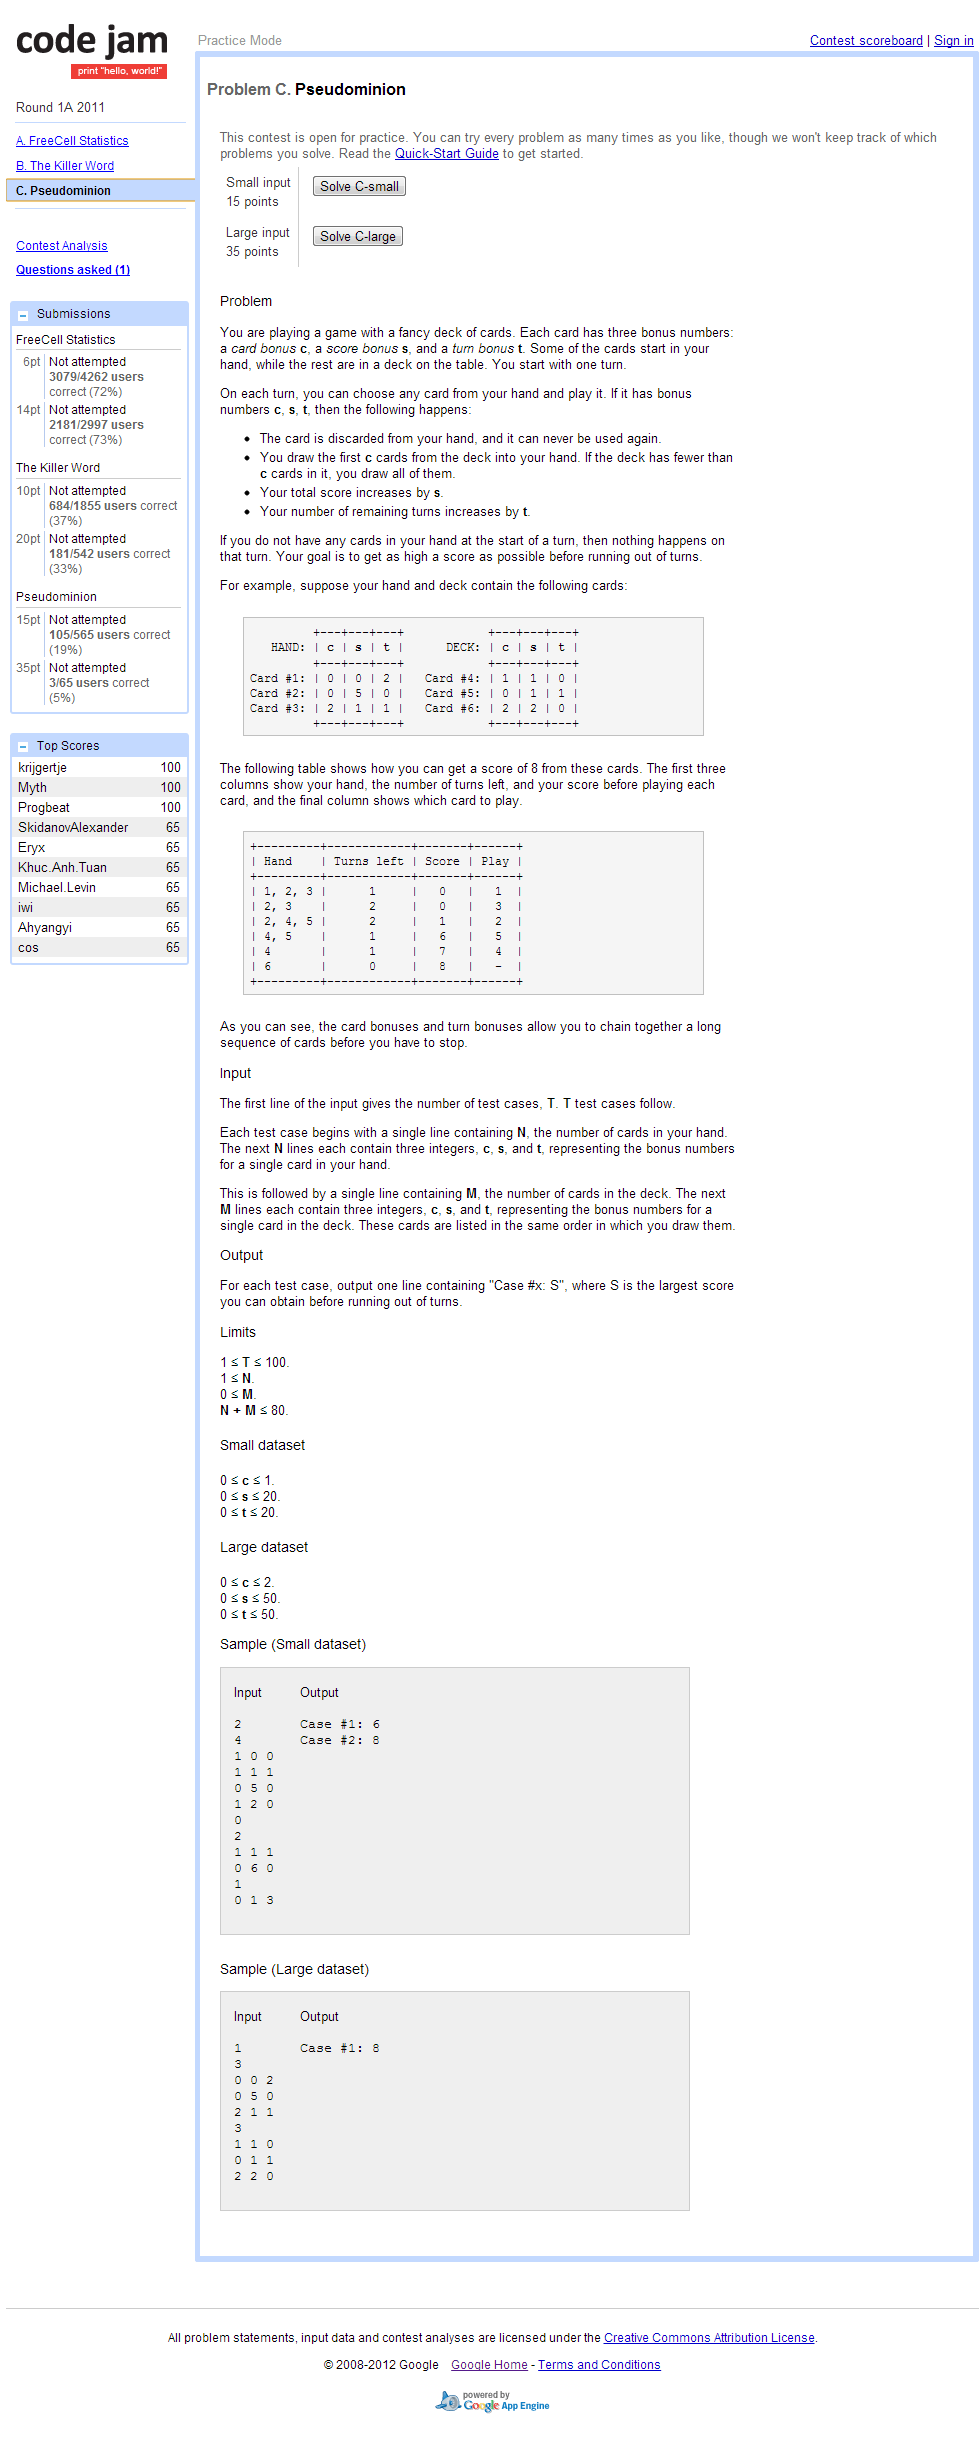 code jam
print "hello, world!"
Practice Mode
Contest scoreboard | Sign in
Round 1A 2011
A. FreeCell Statistics
B. The Killer Word
C. Pseudominion
Contest Analysis
Questions asked (1)
Submissions
FreeCell Statistics
6pt Not attempted
3079/4262 users
correct (72%)
14pt Not attempted
2181/2997 users
correct (73%)
The Killer Word
10pt Not attempted
684/1855 users correct
(37%)
20pt Not attempted
181/542 users correct
(33%)
Pseudominion
15pt Not attempted
105/565 users correct
(19%)
35pt Not attempted
3/65 users correct
(5%)
Top Scores
krijgertje 100
Myth 100
Progbeat 100
SkidanovAlexander 65
Eryx 65
Khuc.Anh.Tuan 65
Michael.Levin 65
iwi 65
Ahyangyi 65
cos 65
Problem C. Pseudominion
This contest is open for practice. You can try every problem as many times as you like, though we won't keep track of which
problems you solve. Read the Quick-Start Guide to get started.
Small input
15 points
Solve C-small
Large input
35 points
Solve C-large
Problem
You are playing a game with a fancy deck of cards. Each card has three bonus numbers:
a card bonus c, a score bonus s, and a turn bonus t. Some of the cards start in your
hand, while the rest are in a deck on the table. You start with one turn.
On each turn, you can choose any card from your hand and play it. If it has bonus
numbers c, s, t, then the following happens:
• The card is discarded from your hand, and it can never be used again.
• You draw the first c cards from the deck into your hand. If the deck has fewer than
c cards in it, you draw all of them.
• Your total score increases by s.
• Your number of remaining turns increases by t.
If you do not have any cards in your hand at the start of a turn, then nothing happens on
that turn. Your goal is to get as high a score as possible before running out of turns.
For example, suppose your hand and deck contain the following cards:
+---+---+---+ +---+---+---+
HAND: | c | s | t | DECK: | c | s | t |
+---+---+---+ +---+---+---+
Card #1: | 0 | 0 | 2 | Card #4: | 1 | 1 | 0 |
Card #2: | 0 | 5 | 0 | Card #5: | 0 | 1 | 1 |
Card #3: | 2 | 1 | 1 | Card #6: | 2 | 2 | 0 |
+---+---+---+ +---+---+---+
The following table shows how you can get a score of 8 from these cards. The first three
columns show your hand, the number of turns left, and your score before playing each
card, and the final column shows which card to play.
+---------+------------+-------+------+
| Hand | Turns left | Score | Play |
+---------+------------+-------+------+
| 1, 2, 3 | 1 | 0 | 1 |
| 2, 3 | 2 | 0 | 3 |
| 2, 4, 5 | 2 | 1 | 2 |
| 4, 5 | 1 | 6 | 5 |
| 4 | 1 | 7 | 4 |
| 6 | 0 | 8 | - |
+---------+------------+-------+------+
As you can see, the card bonuses and turn bonuses allow you to chain together a long
sequence of cards before you have to stop.
Input
The first line of the input gives the number of test cases, T. T test cases follow.
Each test case begins with a single line containing N, the number of cards in your hand.
The next N lines each contain three integers, c, s, and t, representing the bonus numbers
for a single card in your hand.
This is followed by a single line containing M, the number of cards in the deck. The next
M lines each contain three integers, c, s, and t, representing the bonus numbers for a
single card in the deck. These cards are listed in the same order in which you draw them.
Output
For each test case, output one line containing "Case #x: S", where S is the largest score
you can obtain before running out of turns.
Limits
1 ≤ T ≤ 100.
1 ≤ N.
0 ≤ M.
N + M ≤ 80.
Small dataset
0 ≤ c ≤ 1.
0 ≤ s ≤ 20.
0 ≤ t ≤ 20.
Large dataset
0 ≤ c ≤ 2.
0 ≤ s ≤ 50.
0 ≤ t ≤ 50.
Sample (Small dataset)
Input Output
2 Case #1: 6
4 Case #2: 8
1 0 0
1 1 1
0 5 0
1 2 0
0
2
1 1 1
0 6 0
1
0 1 3
Sample (Large dataset)
Input Output
1 Case #1: 8
3
0 0 2
0 5 0
2 1 1
3
1 1 0
0 1 1
2 2 0
All problem statements, input data and contest analyses are licensed under the Creative Commons Attribution License.
© 2008-2012 Google Google Home - Terms and Conditions
powered by
Google App Engine